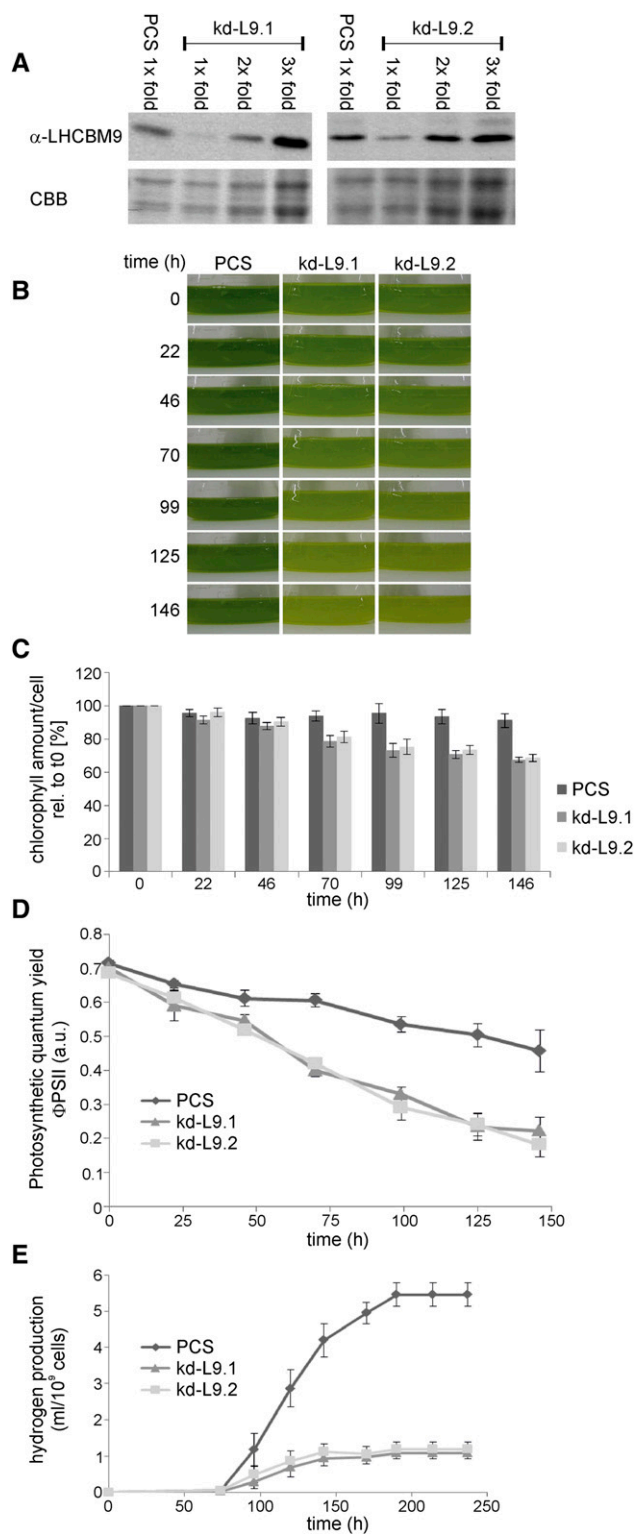 kd-L9.1
kd-L9.2
A
PCS 1x fold
1x fold
2x fold
3x fold
PCS 1x fold
1x fold
2x fold
3x fold
α-LHCBM9
CBB
time (h)
PCS
kd-L9.1
kd-L9.2
B
0
22
46
70
99
125
146
C
chlorophyll amount/cell
rel. to t0 [%]
120
100
80
60
40
20
0
PCS
kd-L9.1
kd-L9.2
0 22 46 70 99 125 146
time (h)
D
Photosynthetic quantum yield
ΦPSII (a.u.)
0.8
0.7
0.6
0.5
0.4
0.3
0.2
0.1
0
PCS
kd-L9.1
kd-L9.2
0 25 50 75 100 125 150
time (h)
E
hydrogen production
(ml/10⁹ cells)
6
5
4
3
2
1
0
PCS
kd-L9.1
kd-L9.2
0 50 100 150 200 250
time (h)